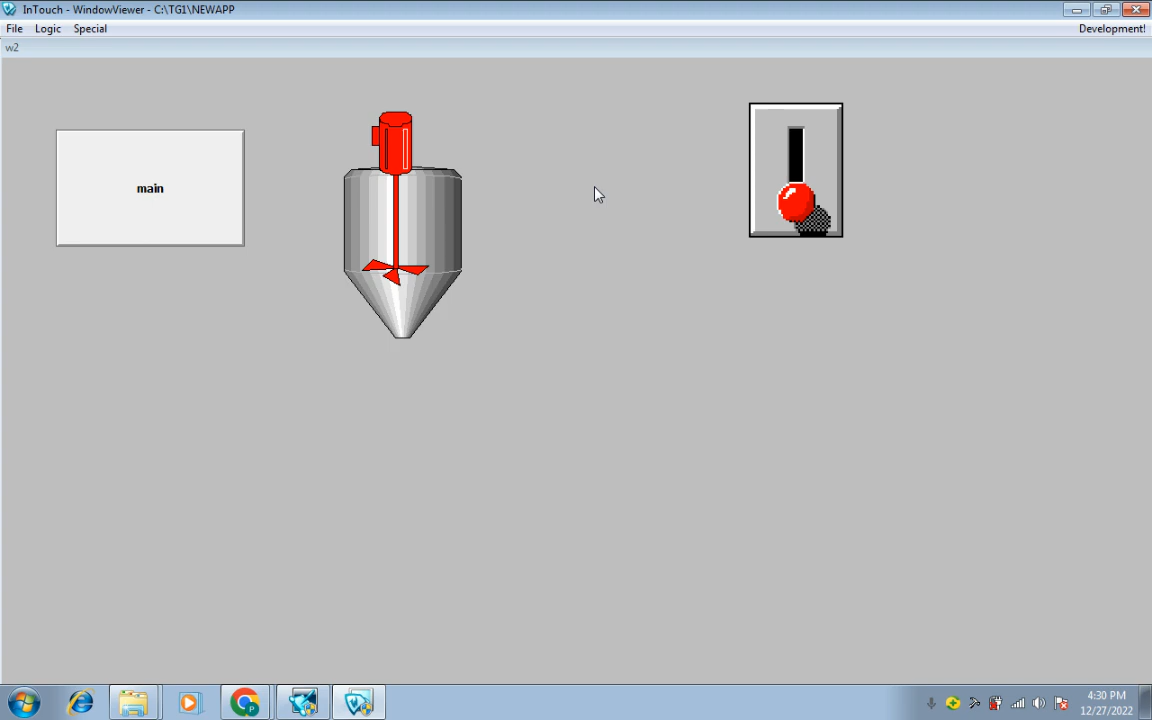 InTouch - WindowViewer - C:\TG1\NEWAPP
File Logic Special Development!
w2
main
4:30 PM
12/27/2022